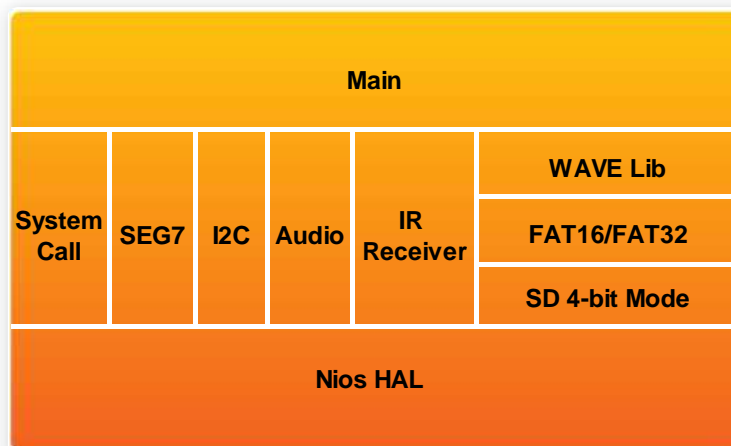 Main
System
Call
SEG7
I2C
Audio
IR
Receiver
WAVE Lib
FAT16/FAT32
SD 4-bit Mode
Nios HAL